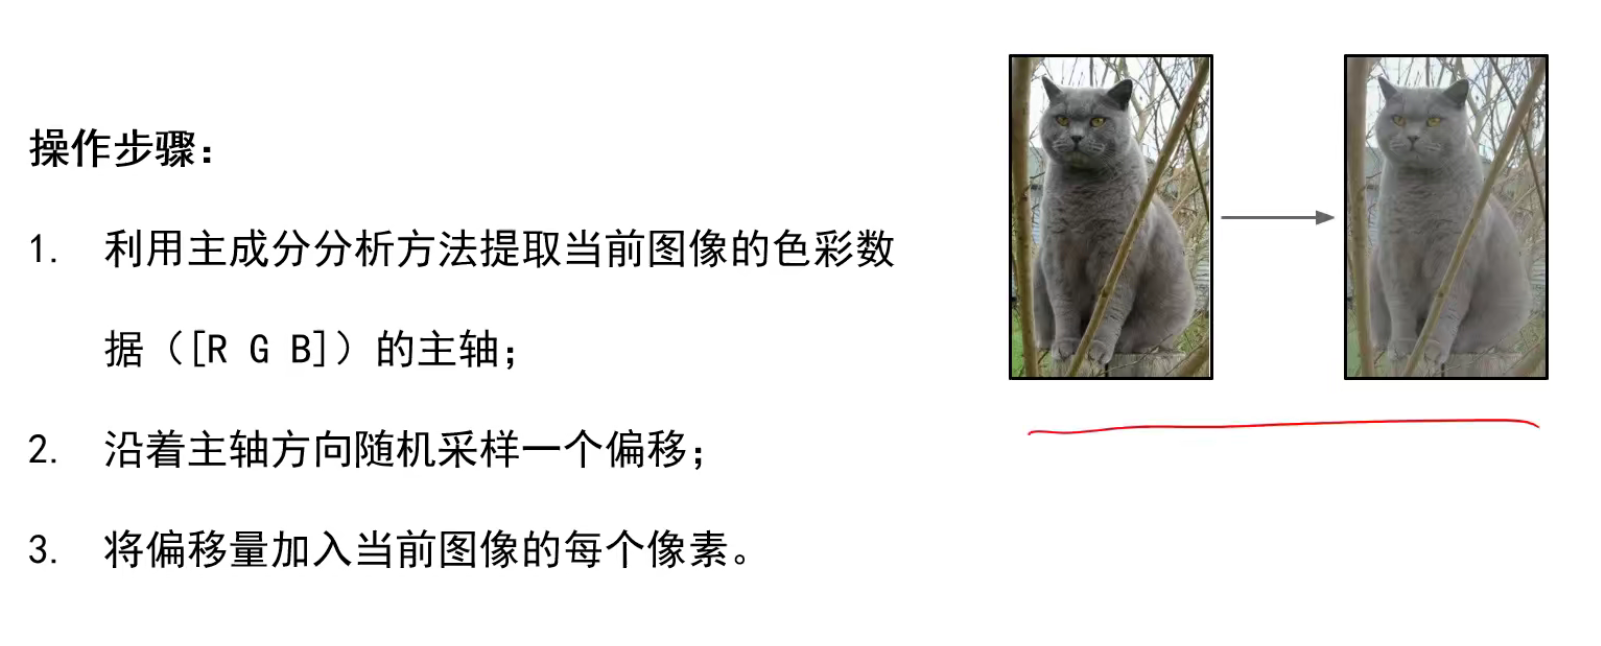 操作步骤：
1. 利用主成分分析方法提取当前图像的色彩数
据（[R G B]）的主轴；
2. 沿着主轴方向随机采样一个偏移；
3. 将偏移量加入当前图像的每个像素。